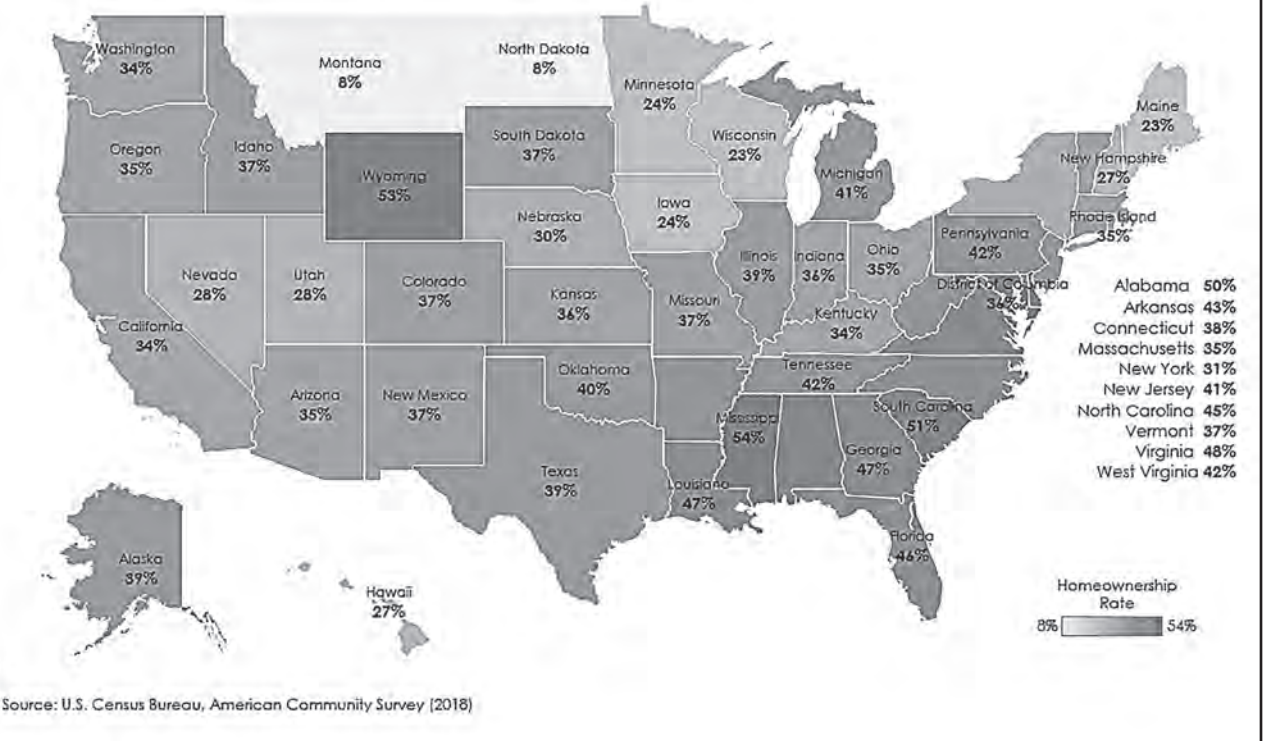 Washington
34%
Montana
8%
North Dakota
8%
Minnesota
24%
Maine
23%
Oregon
35%
Idaho
37%
South Dakota
37%
Wisconsin
23%
New Hampshire
27%
Wyoming
53%
Michigan
41%
Nebraska
30%
Iowa
24%
Rhode Island
35%
Pennsylvania
42%
Nevada
28%
Utah
28%
Colorado
37%
Kansas
36%
Missouri
37%
Illinois
39%
Indiana
36%
Ohio
35%
District of Columbia
36%
Kentucky
34%
California
34%
Arizona
35%
New Mexico
37%
Oklahoma
40%
Tennessee
42%
Mississippi
54%
South Carolina
51%
Georgia
47%
Texas
39%
Louisiana
47%
Florida
46%
Alaska
39%
Hawaii
27%
Alabama 50%
Arkansas 43%
Connecticut 38%
Massachusetts 35%
New York 31%
New Jersey 41%
North Carolina 45%
Vermont 37%
Virginia 48%
West Virginia 42%
Homeownership
Rate
8% 54%
Source: U.S. Census Bureau, American Community Survey (2018)